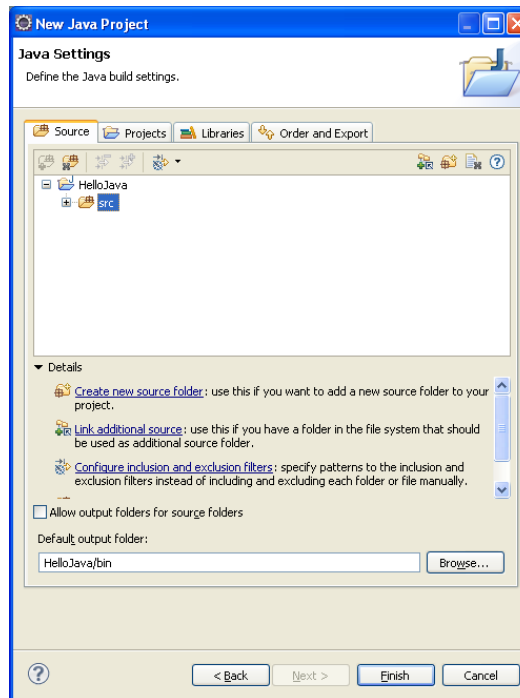 New Java Project
Java Settings
Define the Java build settings.
Source Projects Libraries Order and Export
HelloJava
src
Details
Create new source folder: use this if you want to add a new source folder to your
project.
Link additional source: use this if you have a folder in the file system that should
be used as additional source folder.
Configure inclusion and exclusion filters: specify patterns to the inclusion and
exclusion filters instead of including and excluding each folder or file manually.
Allow output folders for source folders
Default output folder:
HelloJava/bin
Browse...
< Back Next > Finish Cancel